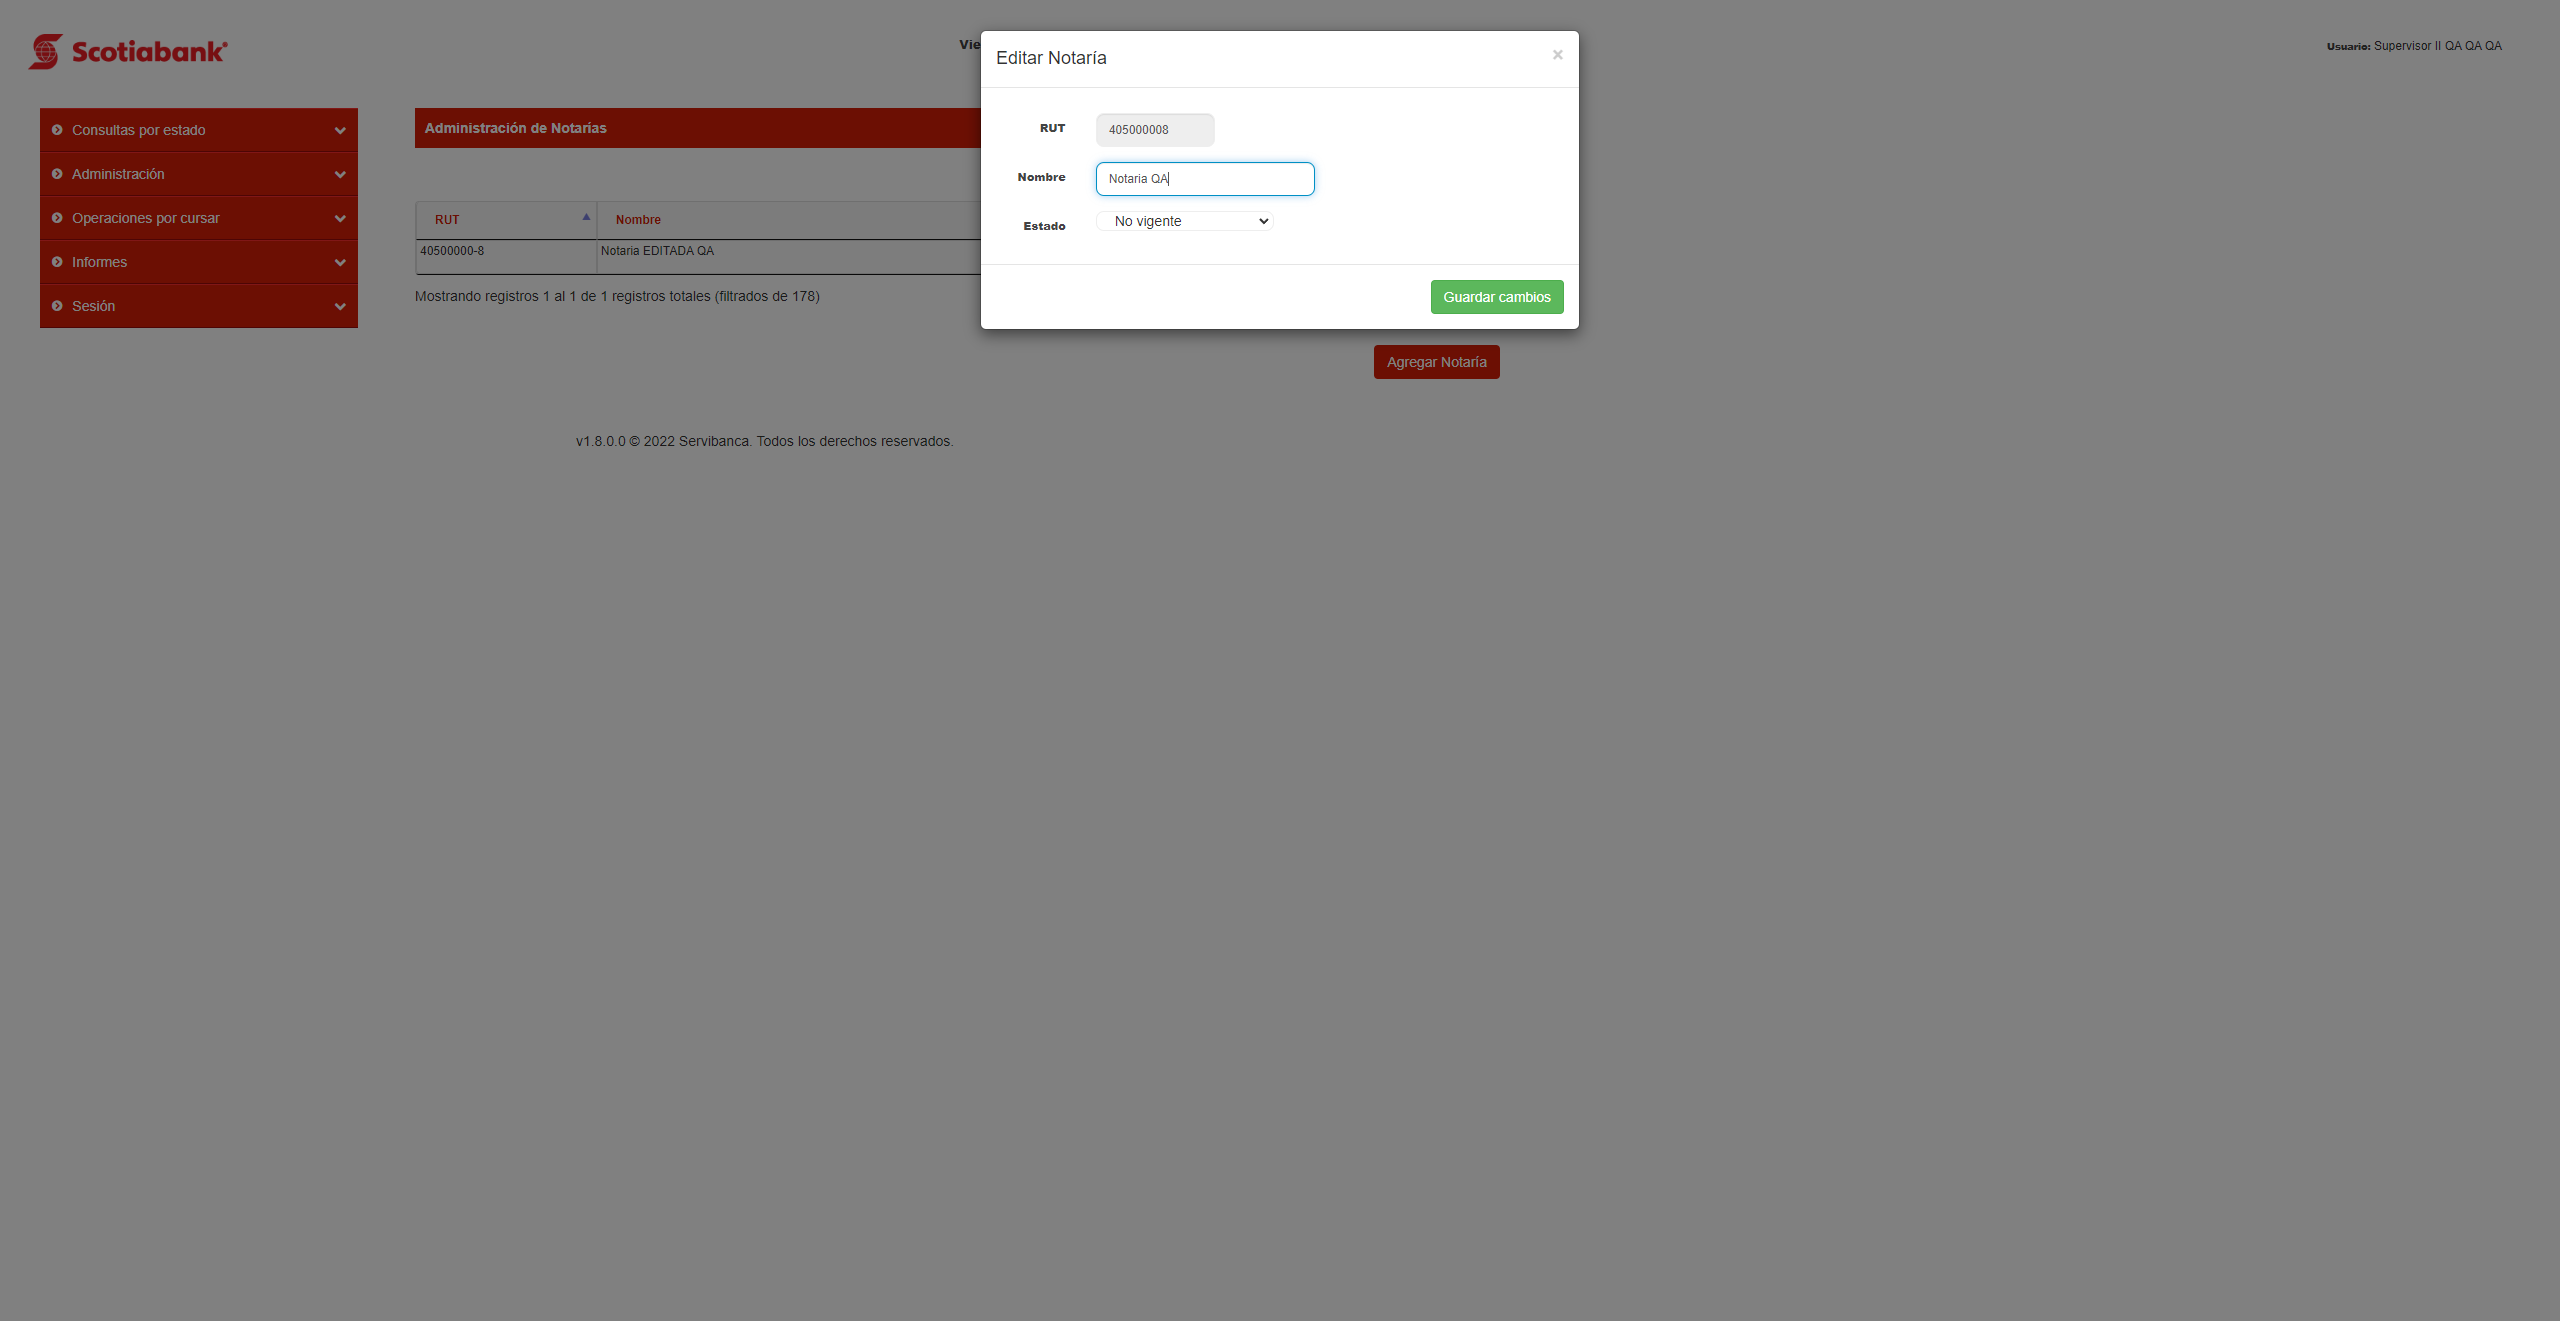 Scotiabank
Vie
Usuario: Supervisor II QA QA QA
Consultas por estado
Administración
Operaciones por cursar
Informes
Sesión
Administración de Notarías
RUT
Nombre
40500000-8
Notaria EDITADA QA
Mostrando registros 1 al 1 de 1 registros totales (filtrados de 178)
Editar Notaría
×
RUT
405000008
Nombre
Notaria QA
Estado
No vigente
Guardar cambios
Agregar Notaría
v1.8.0.0 © 2022 Servibanca. Todos los derechos reservados.